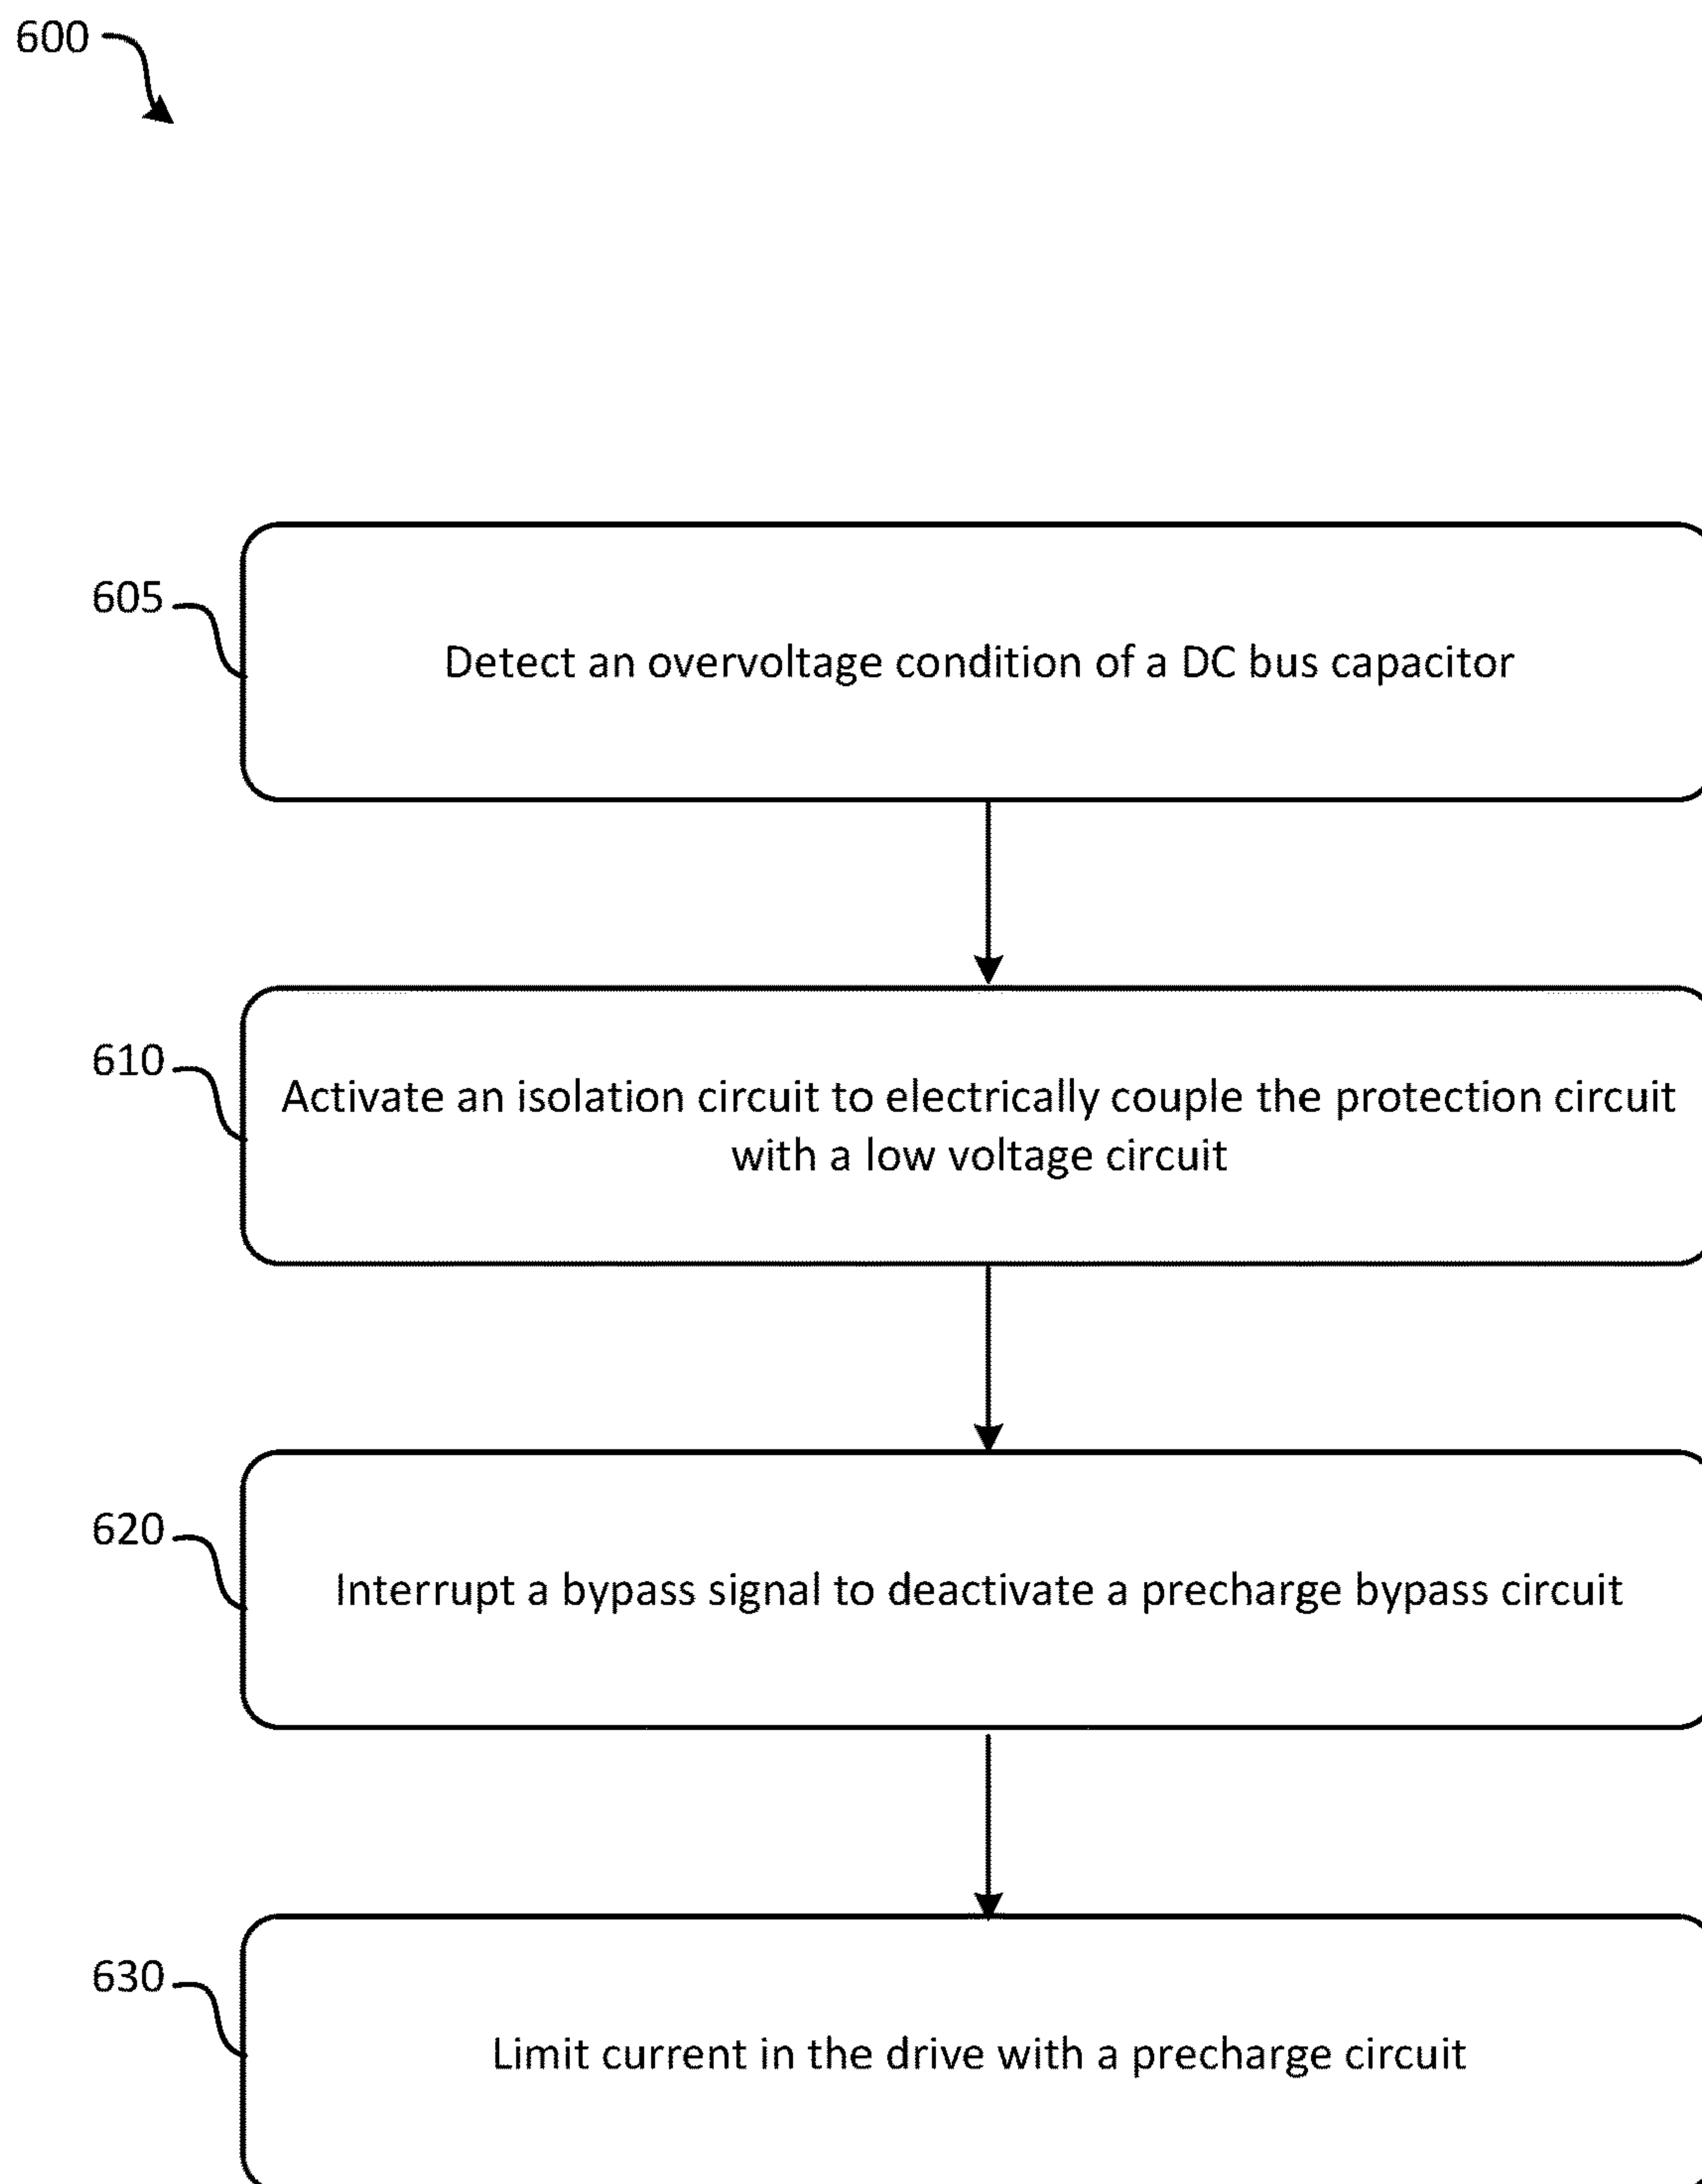 600
605
Detect an overvoltage condition of a DC bus capacitor
610
Activate an isolation circuit to electrically couple the protection circuit
with a low voltage circuit
620
Interrupt a bypass signal to deactivate a precharge bypass circuit
630
Limit current in the drive with a precharge circuit